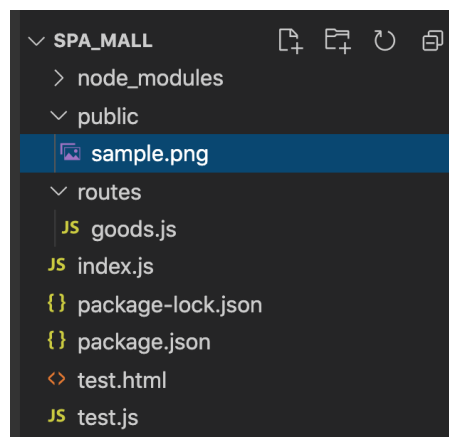 SPA_MALL
node_modules
public
sample.png
routes
JS goods.js
JS index.js
{} package-lock.json
{} package.json
<> test.html
JS test.js